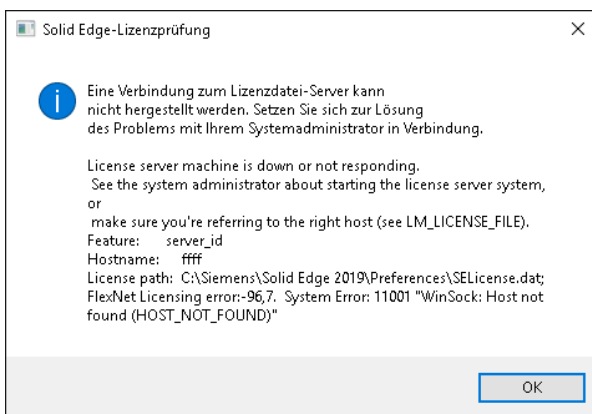 Solid Edge-Lizenzprüfung
Eine Verbindung zum Lizenzdatei-Server kann
nicht hergestellt werden. Setzen Sie sich zur Lösung
des Problems mit Ihrem Systemadministrator in Verbindung.
License server machine is down or not responding.
See the system administrator about starting the license server system,
or
make sure you're referring to the right host (see LM_LICENSE_FILE).
Feature: server_id
Hostname: ffff
License path: C:\Siemens\Solid Edge 2019\Preferences\SELicense.dat;
FlexNet Licensing error:-96,7. System Error: 11001 "WinSock: Host not
found (HOST_NOT_FOUND)"
OK